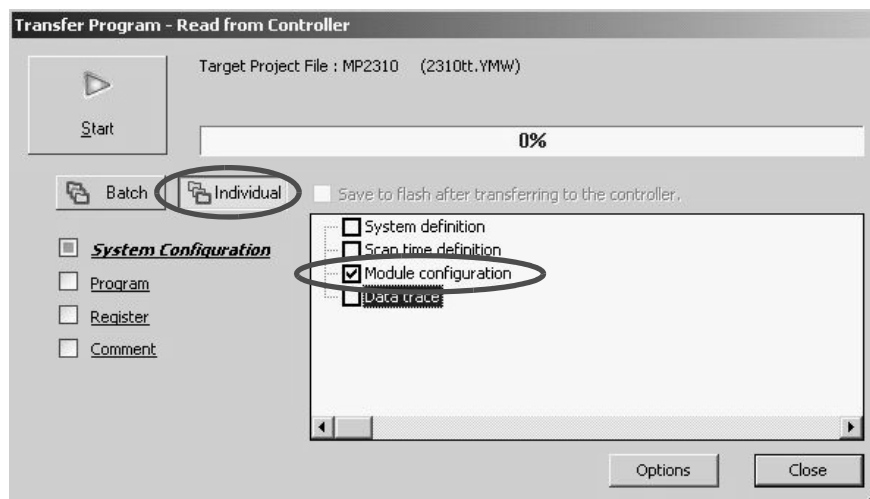 Transfer Program - Read from Controller
Target Project File : MP2310 (2310tt.YMW)
Start
0%
Batch
Individual
Save to flash after transferring to the controller.
System Configuration
Program
Register
Comment
System definition
Scan time definition
Module configuration
Data trace
Options
Close